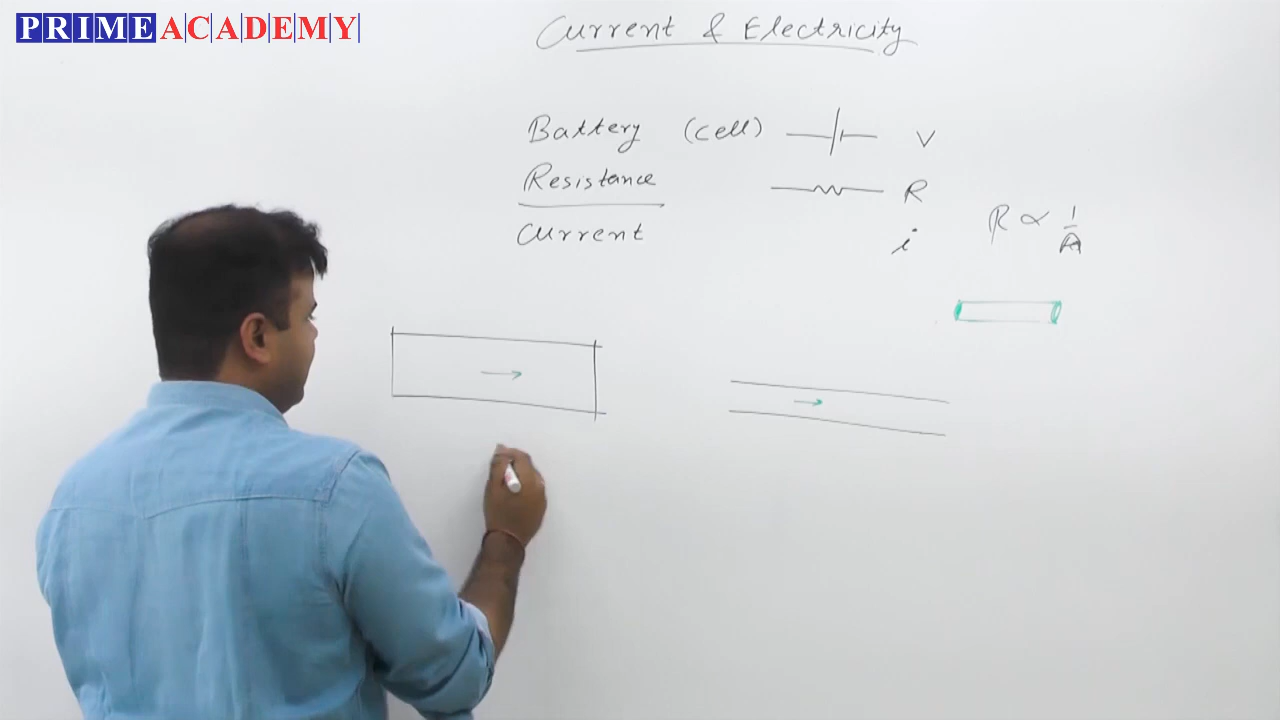 PRIME ACADEMY
Current & Electricity
Battery (cell) V
Resistance R
Current i
R ∝ 1/A